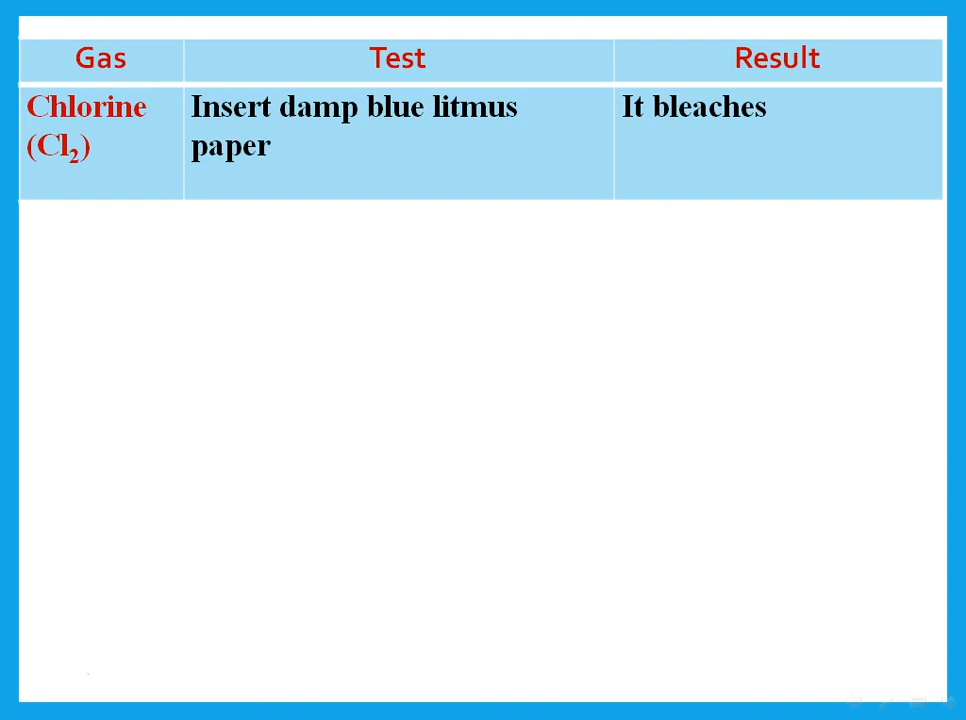 Gas Test Result
Chlorine Insert damp blue litmus It bleaches
(Cl₂) paper